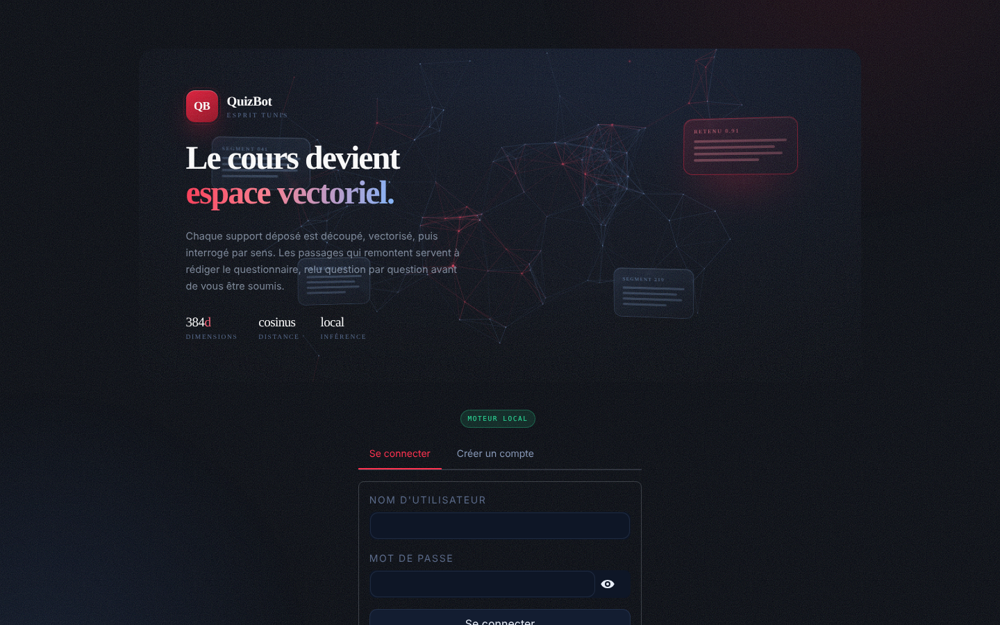 QB
QuizBot
ESPRIT TUNIS
SEGMENT 041
Le cours devient
espace vectoriel.
RETENU 0.91
Chaque support déposé est découpé, vectorisé, puis
interrogé par sens. Les passages qui remontent servent à
rédiger le questionnaire, relu question par question avant
de vous être soumis.
SEGMENT 219
384d
DIMENSIONS
cosinus
DISTANCE
local
INFÉRENCE
MOTEUR LOCAL
Se connecter
Créer un compte
NOM D'UTILISATEUR
MOT DE PASSE
Se connecter